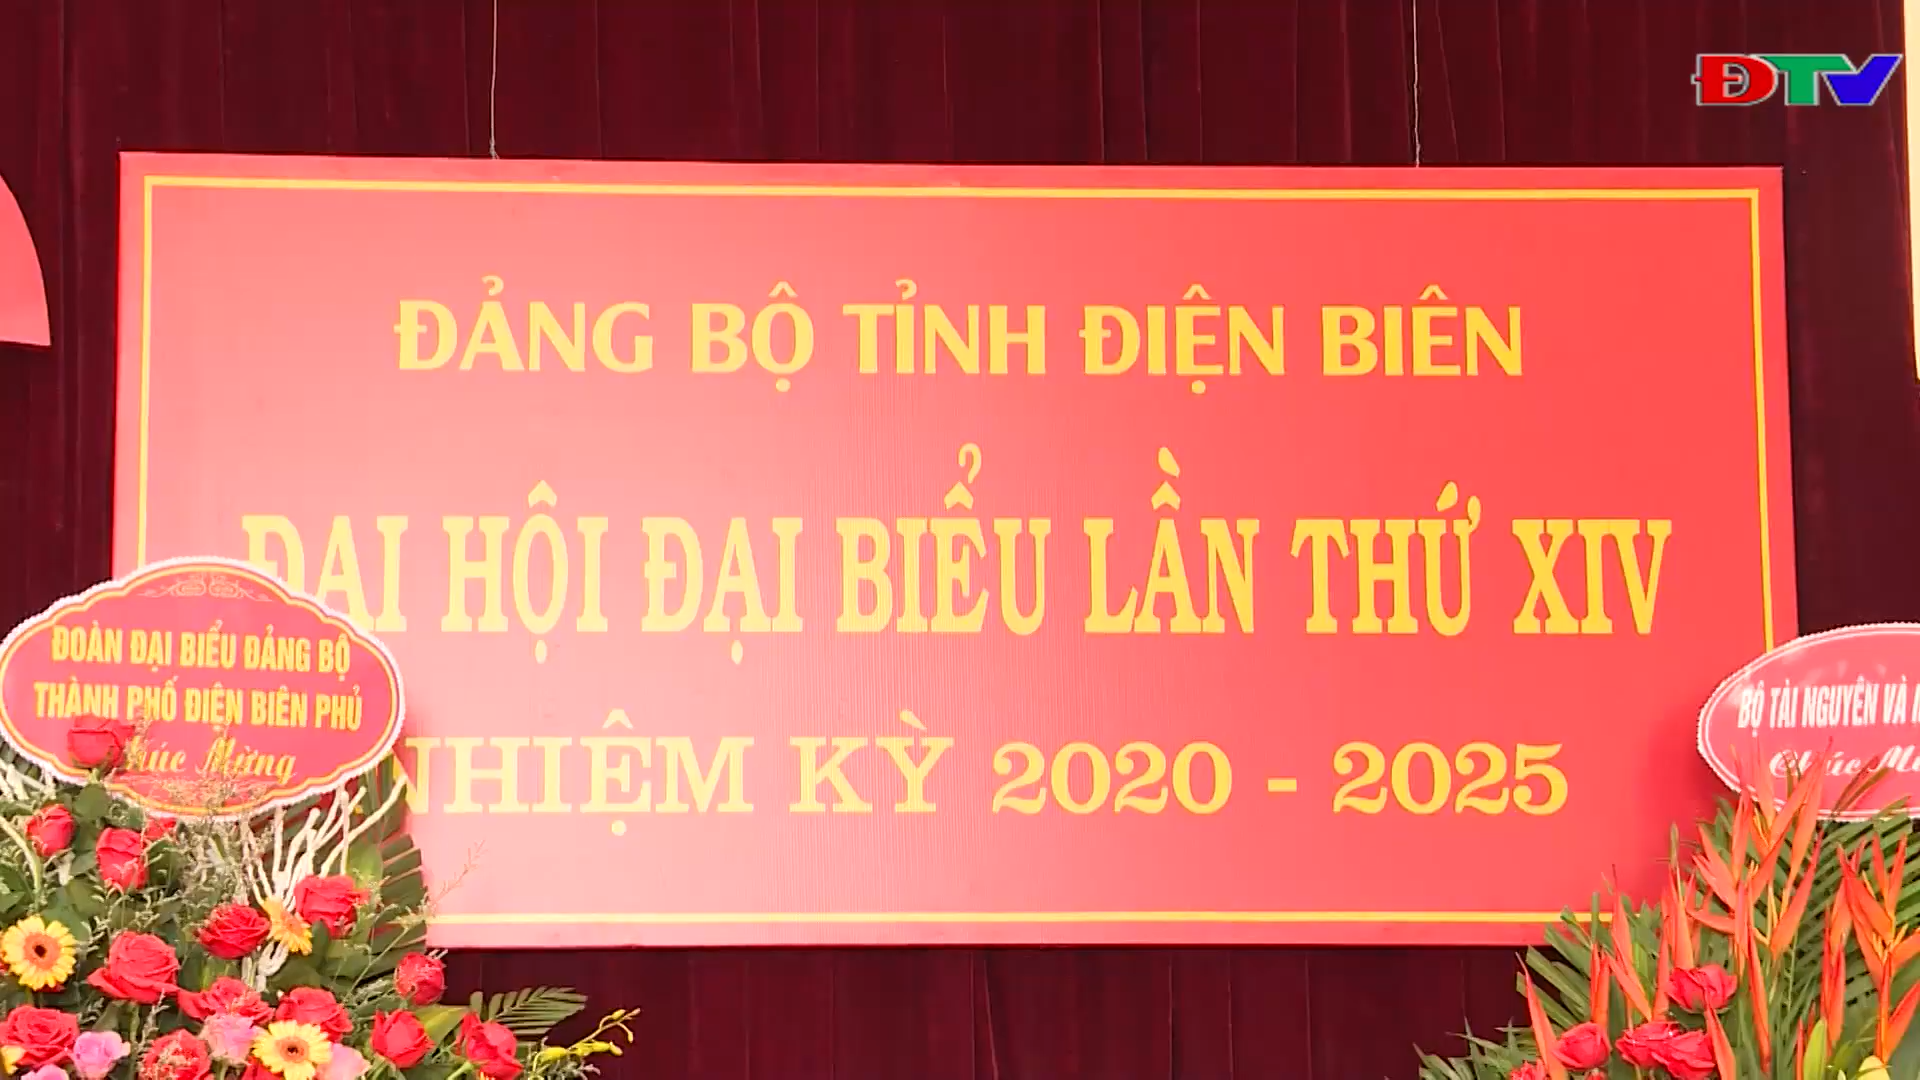 ĐTV
ĐẢNG BỘ TỈNH ĐIỆN BIÊN
ĐẠI HỘI ĐẠI BIỂU LẦN THỨ XIV
NHIỆM KỲ 2020 - 2025
ĐOÀN ĐẠI BIỂU ĐẢNG BỘ
THÀNH PHỐ ĐIỆN BIÊN PHỦ
Chúc Mừng
BỘ TÀI NGUYÊN VÀ
Chúc